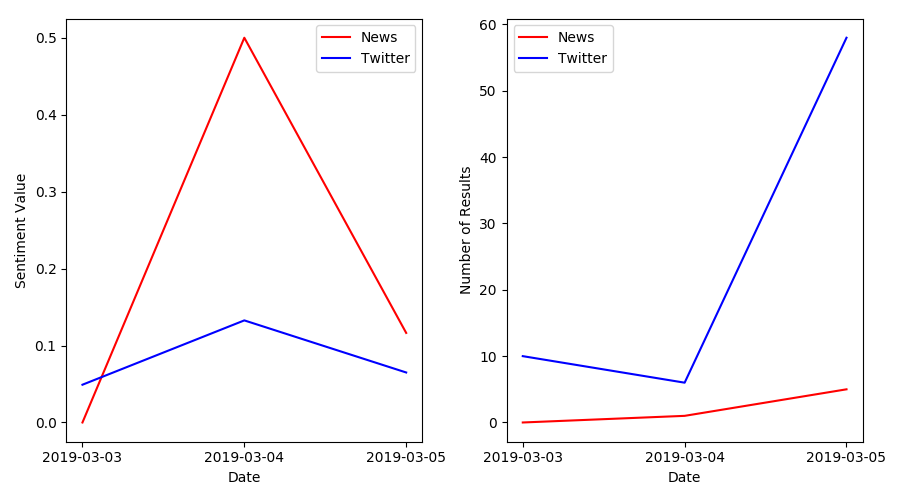 0.5
0.4
0.3
0.2
0.1
0.0
Sentiment Value
News
Twitter
2019-03-03 2019-03-04 2019-03-05
Date
60
50
40
30
20
10
0
Number of Results
News
Twitter
2019-03-03 2019-03-04 2019-03-05
Date